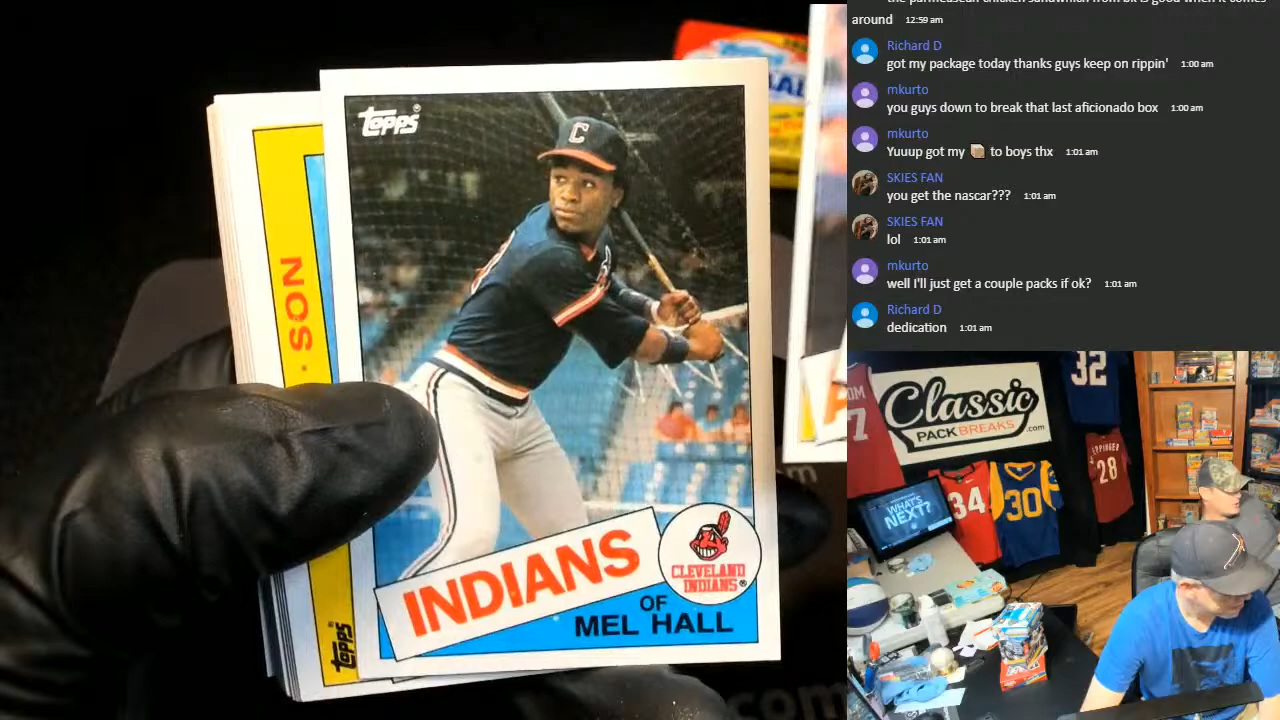 around 12:59 am
Richard D
got my package today thanks guys keep on rippin' 1:00 am
mkurto
you guys down to break that last aficionado box 1:00 am
mkurto
Yuuup got my 📦 to boys thx 1:01 am
SKIES FAN
you get the nascar??? 1:01 am
SKIES FAN
lol 1:01 am
mkurto
well I'll just get a couple packs if ok? 1:01 am
Richard D
dedication 1:01 am
Topps®
C
SON
Topps®
INDIANS
CLEVELAND
INDIANS®
OF
MEL HALL
Classic
PACKBREAKS.com
WHAT'S
NEXT?
32
7
34
30
28